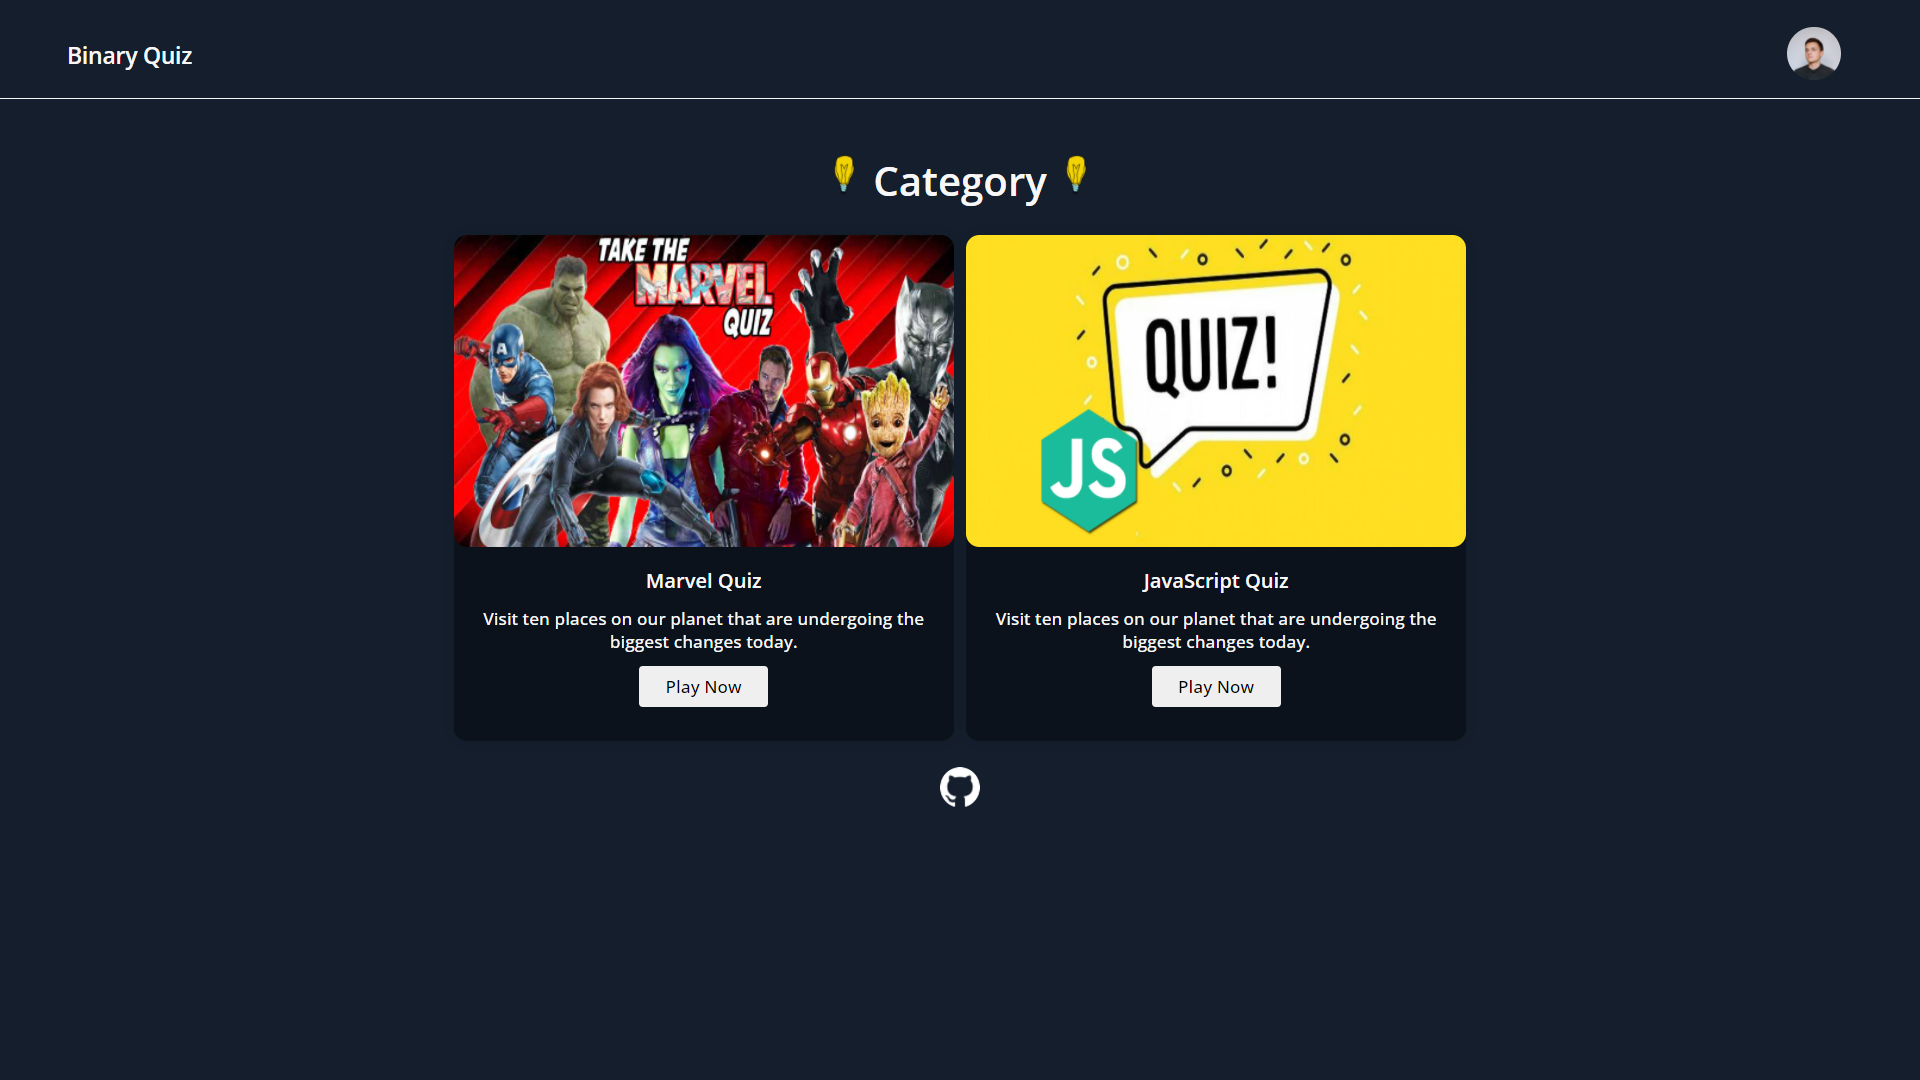 Binary Quiz
Category
TAKE THE
MARVEL
QUIZ
A
QUIZ!
JS
Marvel Quiz
Visit ten places on our planet that are undergoing the
biggest changes today.
Play Now
JavaScript Quiz
Visit ten places on our planet that are undergoing the
biggest changes today.
Play Now